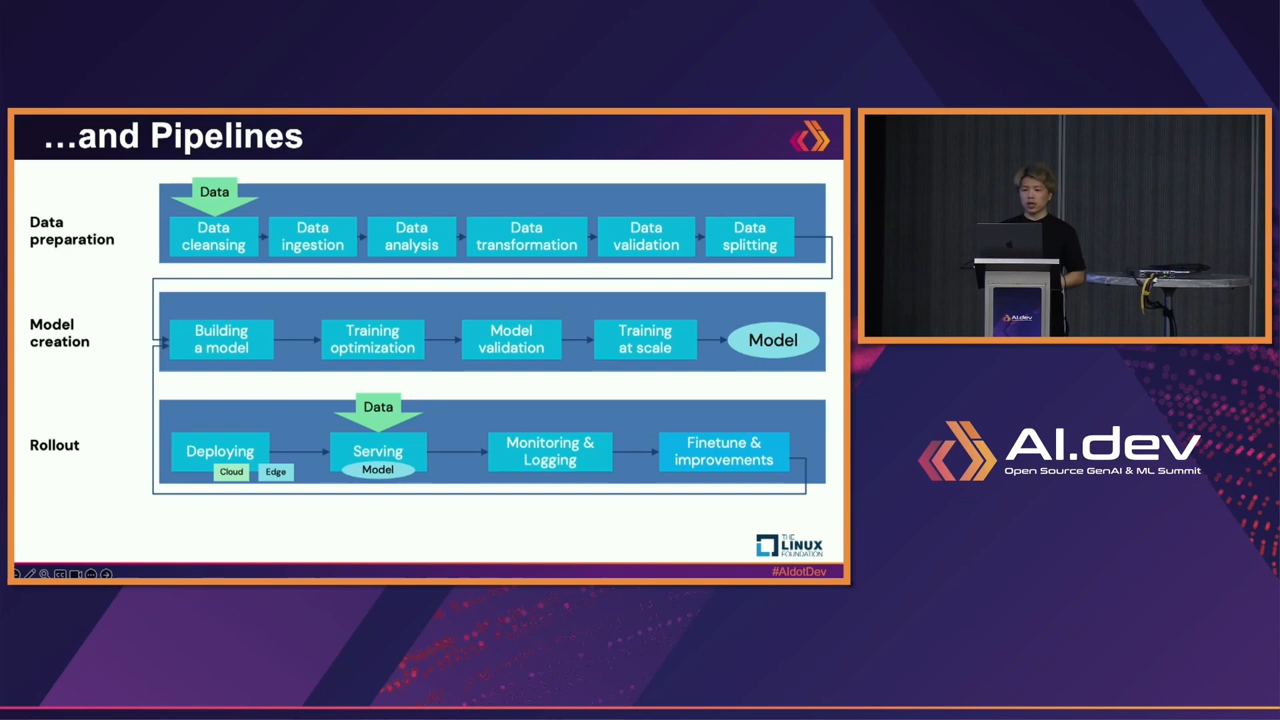 ...and Pipelines
Data
preparation
Data
Data
cleansing
Data
ingestion
Data
analysis
Data
transformation
Data
validation
Data
splitting
Model
creation
Building
a model
Training
optimization
Model
validation
Training
at scale
Model
Rollout
Data
Deploying
Cloud
Edge
Serving
Model
Monitoring &
Logging
Finetune &
improvements
THE
LINUX
FOUNDATION
#AIdotDev
AI.dev
AI.dev
Open Source GenAI & ML Summit